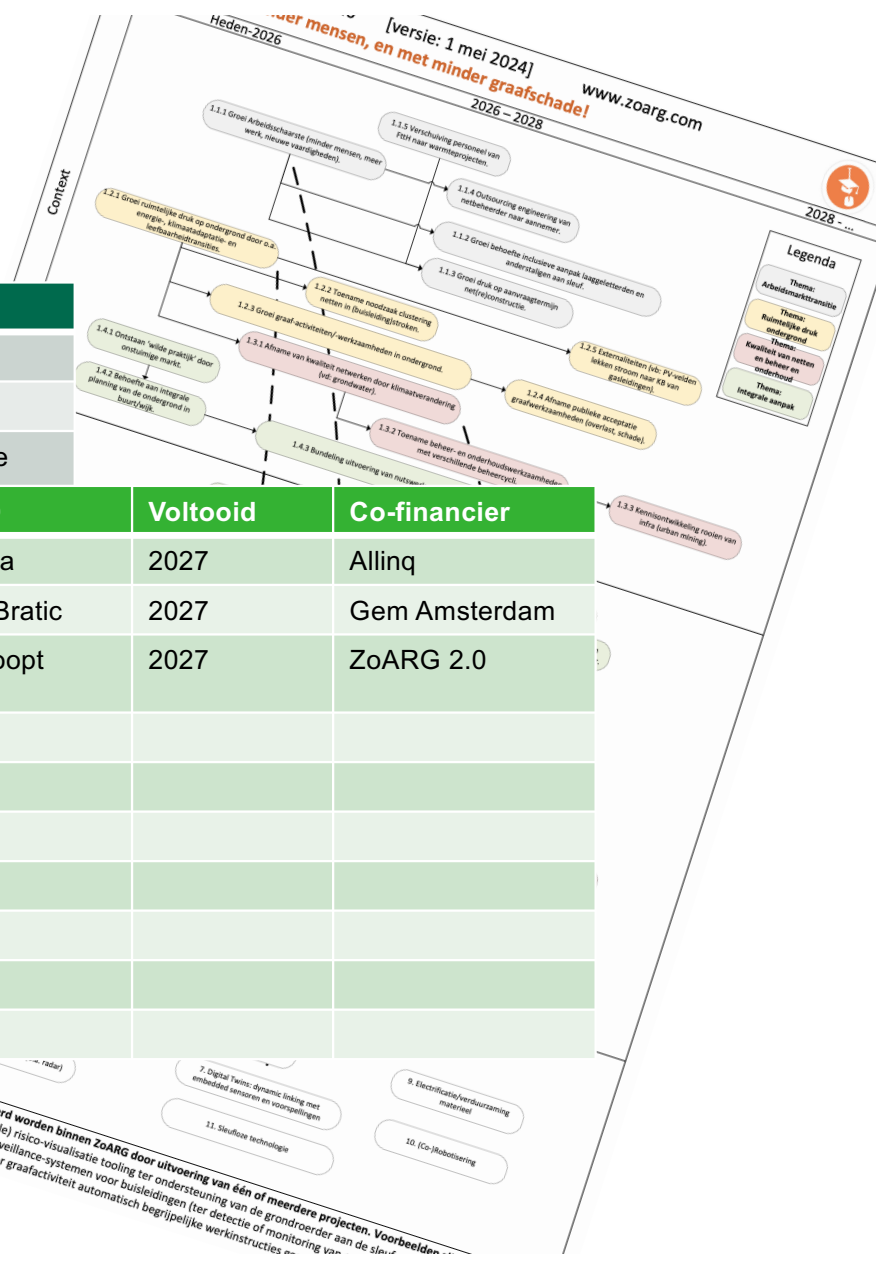 [versie: 1 mei 2024]
www.zoarg.com
mensen, en met minder graafschade!
Heden-2026
2026 – 2028
2028 - ...
Context
1.1.1 Groei Arbeidsschaarste (minder mensen, meer
werk, nieuwe vaardigheden).
1.1.5 Verschuiving personeel van
FttH naar warmteprojecten.
1.1.4 Outsourcing engineering van
netbeheerder naar aannemer.
1.1.2 Groei behoefte inclusieve aanpak laaggeletterden en
anderstaligen aan sleuf.
1.1.3 Groei druk op aanvraagtermijn
net(re)constructie.
1.2.1 Groei ruimtelijke druk op ondergrond door o.a.
energie-, klimaatadaptatie- en
leefbaarheidtransities.
1.2.2 Toename noodzaak clustering
netten in (buisleiding)stroken.
1.2.3 Groei graaf-activiteiten/-werkzaamheden in ondergrond.
1.2.5 Externaliteiten (vb: PV-velden
lekken stroom naar KB van
gasleidingen).
1.2.4 Afname publieke acceptatie
graafwerkzaamheden (overlast, schade).
1.3.1 Afname van kwaliteit netwerken door klimaatverandering
(vd: grondwater).
1.3.2 Toename beheer- en onderhoudswerkzaamheden
met verschillende beheercycli.
1.3.3 Kennisontwikkeling rooien van
infra (urban mining).
1.4.1 Ontstaan 'wilde praktijk' door
onstuimige markt.
1.4.2 Behoefte aan integrale
planning van de ondergrond in
buurt/wijk.
1.4.3 Bundeling uitvoering van
Legenda
Thema:
Arbeidsmarkttransitie
Thema:
Ruimtelijke druk
ondergrond
Thema:
Kwaliteit van netten
en beheer en
onderhoud
Thema:
Integrale aanpak
e
Voltooid Co-financier
a 2027 Allinq
Bratic 2027 Gem Amsterdam
oopt 2027 ZoARG 2.0
radar)
7. Digital Twins: dynamic linking met
embedded sensoren en voorspellingen
9. Electrificatie/verduurzaming
materieel
11. Sleufloze technologie
10. (Co-)Robotisering
worden binnen ZoARG door uitvoering van één of meerdere projecten. Voorbeelden
risico-visualisatie tooling ter ondersteuning van de grondroerder aan de
veillance-systemen voor buisleidingen (ter detectie of monitoring van
graafactiviteit automatisch begrijpelijke werkinstructies